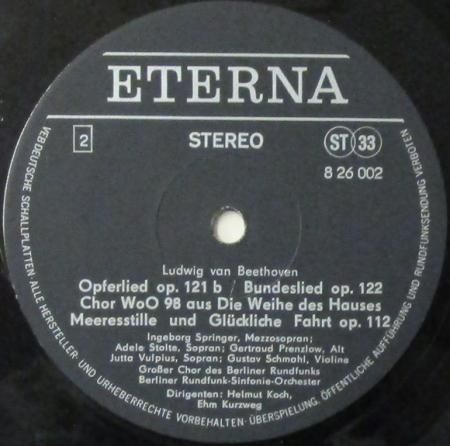 ETERNA
2
STEREO
ST 33
8 26 002
Ludwig van Beethoven
Opferlied op. 121 b / Bundeslied op. 122
Chor WoO 98 aus Die Weihe des Hauses
Meeresstille und Glückliche Fahrt op. 112
Ingeborg Springer, Mezzosopran;
Adele Stolte, Sopran; Gertraud Prenzlow, Alt
Jutta Vulpius, Sopran; Gustav Schmahl, Violine
Großer Chor des Berliner Rundfunks
Berliner Rundfunk-Sinfonie-Orchester
Dirigenten: Helmut Koch,
Ehm Kurzweg
VEB DEUTSCHE SCHALLPLATTEN · ALLE HERSTELLER- UND URHEBERRECHTE VORBEHALTEN · ÜBERSPIELUNG, ÖFFENTLICHE AUFFÜHRUNG UND RUNDFUNKSENDUNG VERBOTEN